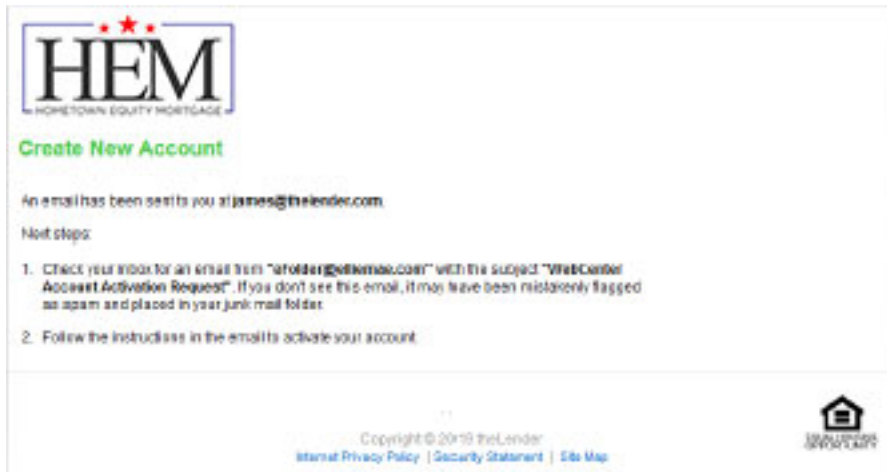 HEM
HOMETOWN EQUITY MORTGAGE
Create New Account
An email has been sent to you at james@thelender.com.
Next steps:
1. Check your inbox for an email from "efolder@elliemae.com" with the subject "WebCenter
Account Activation Request". If you don't see this email, it may have been mistakenly flagged
as spam and placed in your junk mail folder.
2. Follow the instructions in the email to activate your account.
Copyright © 2019 theLender
Internet Privacy Policy | Security Statement | Site Map
OPPORTUNITY